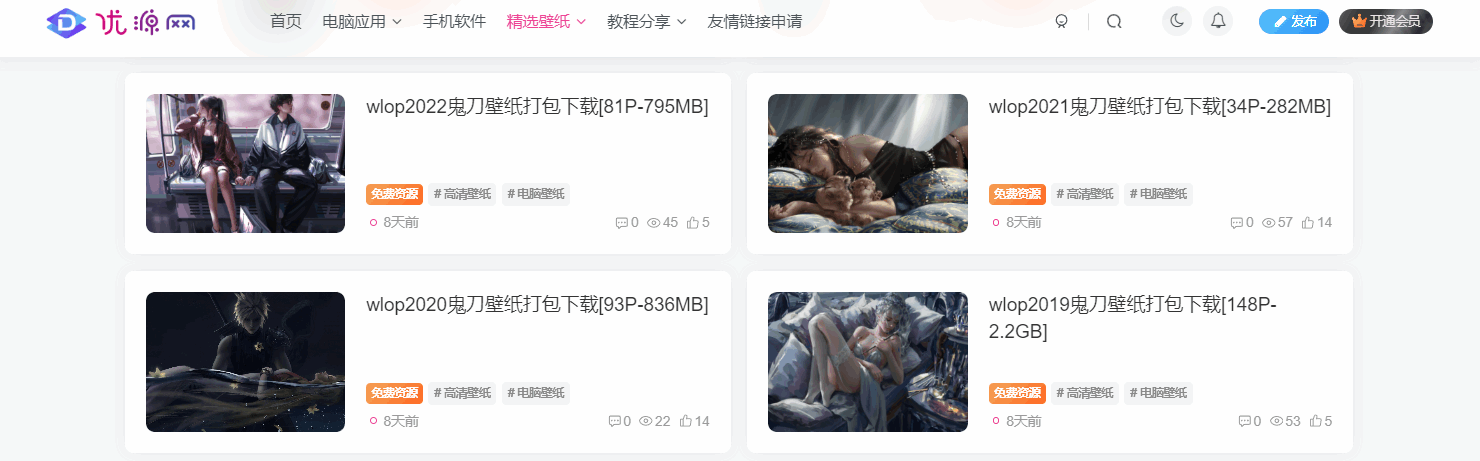 优源网
首页 电脑应用 手机软件 精选壁纸 教程分享 友情链接申请 发布 开通会员
wlop2022鬼刀壁纸打包下载[81P-795MB]
免费资源 # 高清壁纸 # 电脑壁纸
8天前 0 45 5
wlop2021鬼刀壁纸打包下载[34P-282MB]
免费资源 # 高清壁纸 # 电脑壁纸
8天前 0 57 14
wlop2020鬼刀壁纸打包下载[93P-836MB]
免费资源 # 高清壁纸 # 电脑壁纸
8天前 0 22 14
wlop2019鬼刀壁纸打包下载[148P-
2.2GB]
免费资源 # 高清壁纸 # 电脑壁纸
8天前 0 53 5